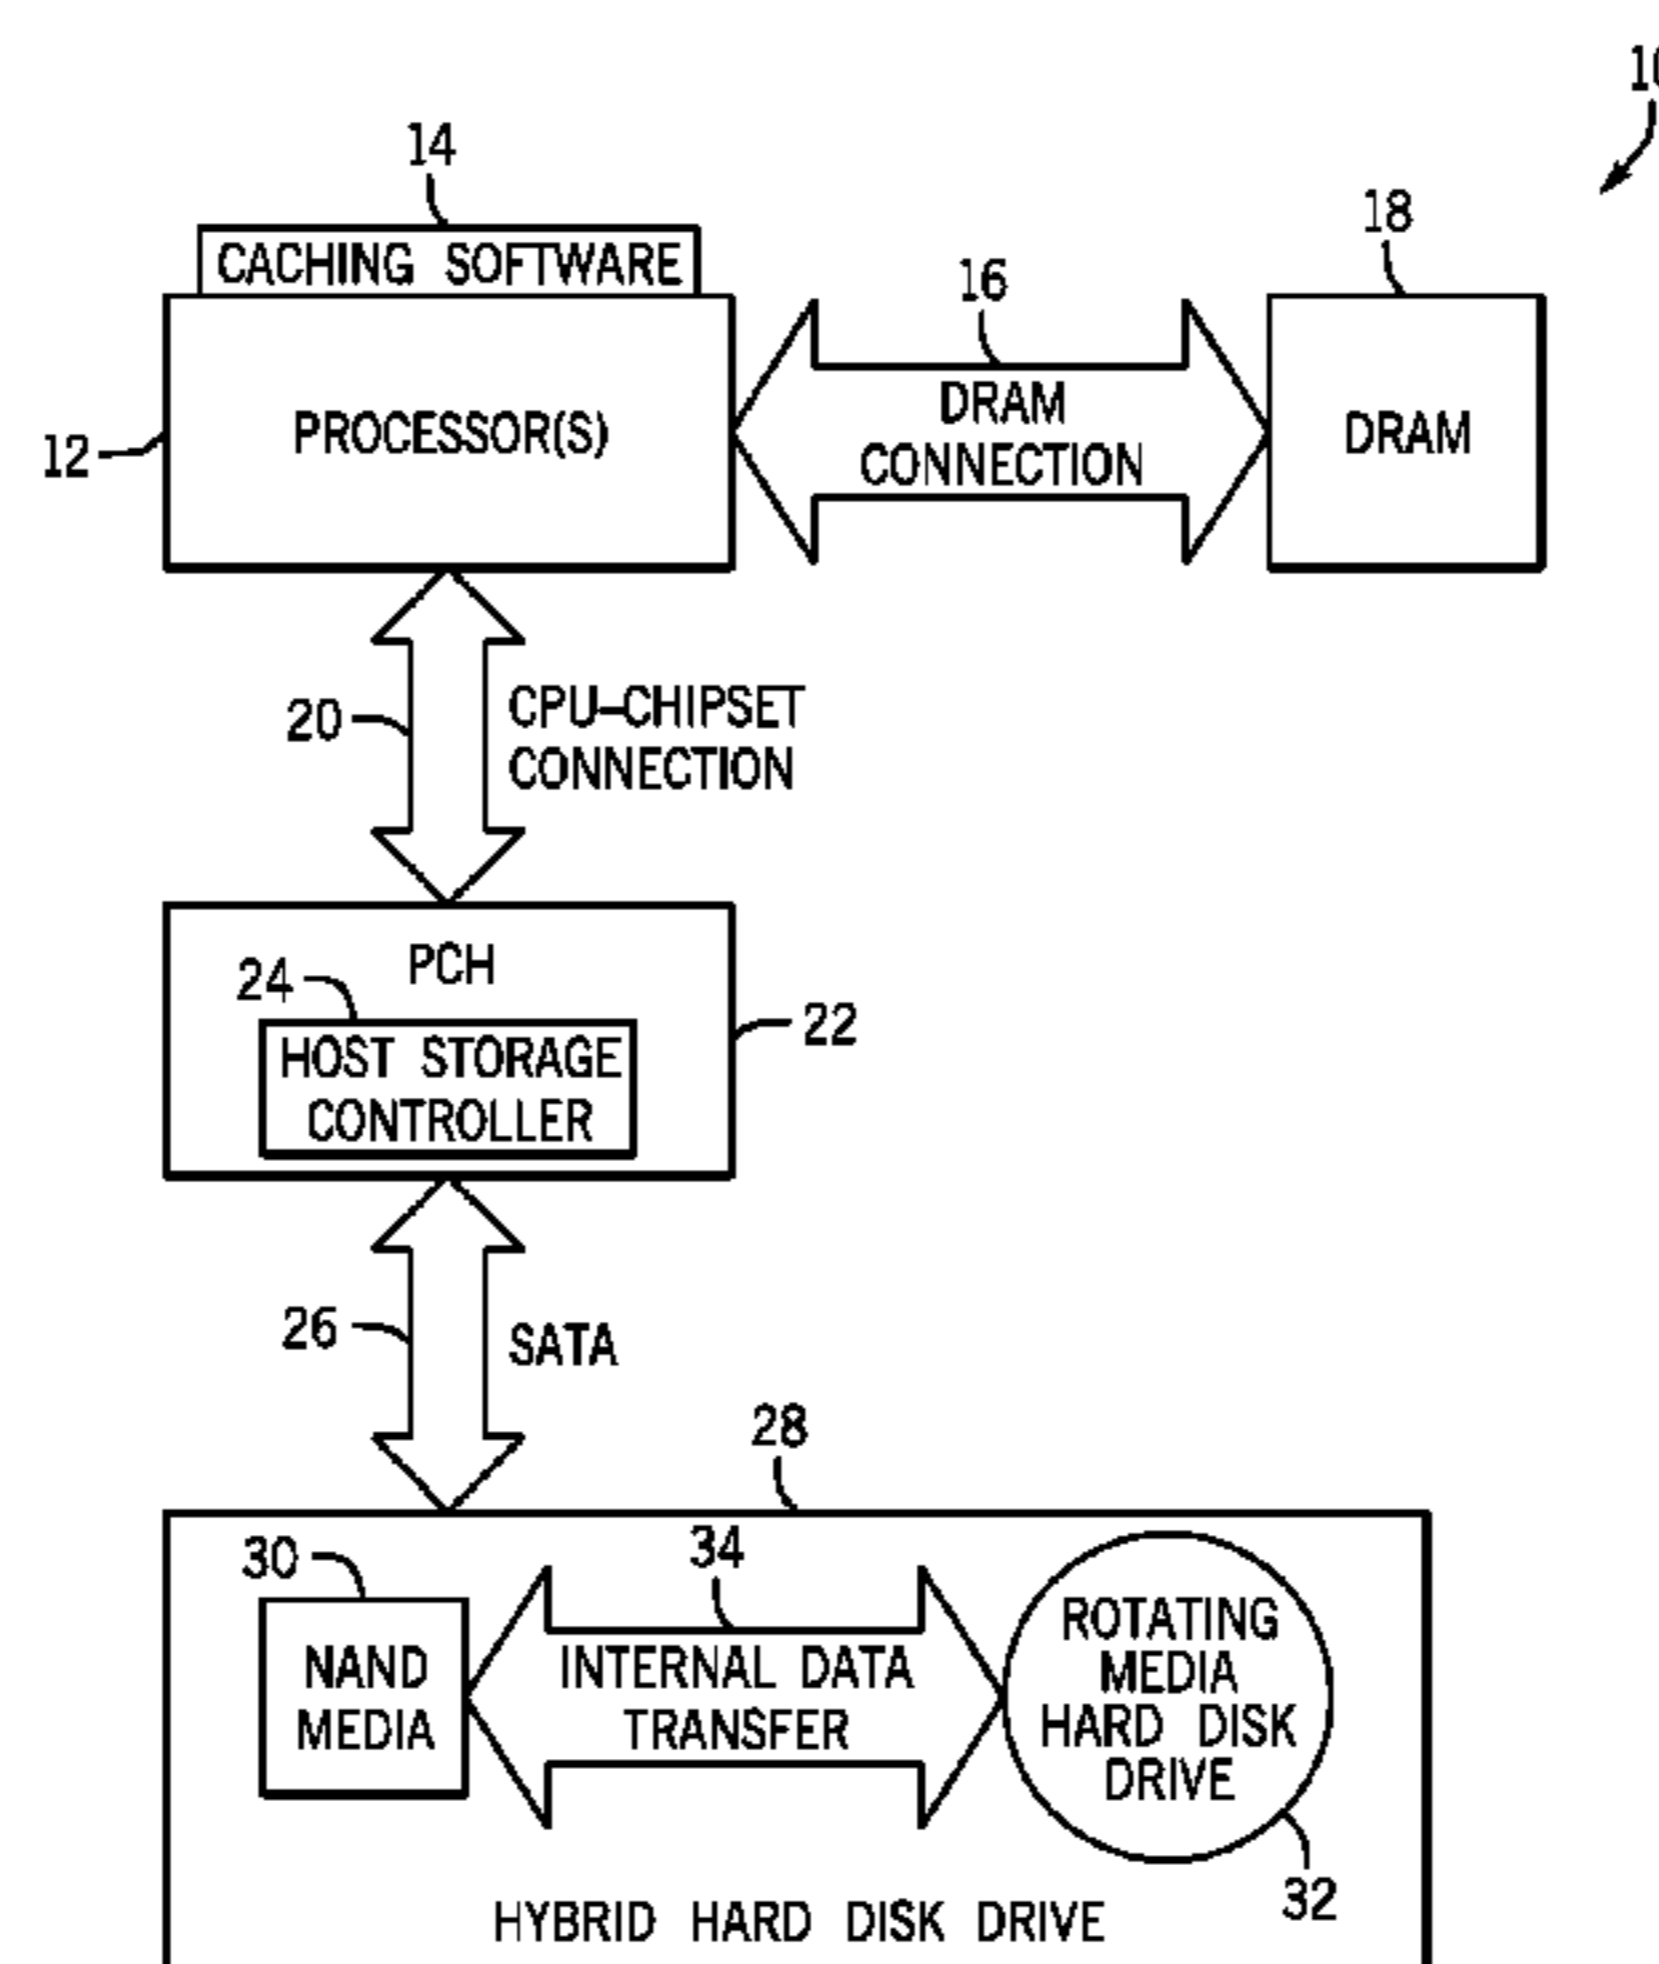 10
14
18
CACHING SOFTWARE
16
PROCESSOR(S)
DRAM
CONNECTION
DRAM
12
20
CPU-CHIPSET
CONNECTION
PCH
24
22
HOST STORAGE
CONTROLLER
26
SATA
28
30
34
NAND
MEDIA
INTERNAL DATA
TRANSFER
ROTATING
MEDIA
HARD DISK
DRIVE
32
HYBRID HARD DISK DRIVE